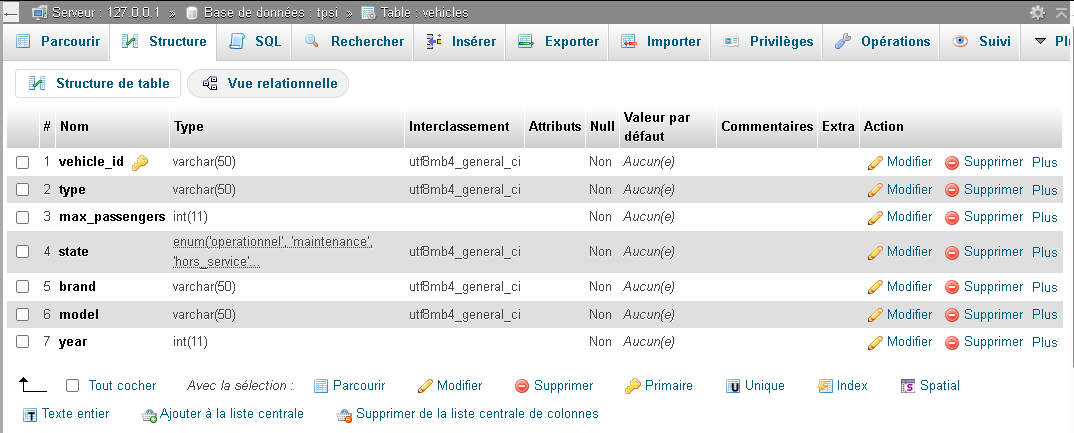 Serveur : 127.0.0.1 » Base de données : tpsi » Table : vehicles
Parcourir Structure SQL Rechercher Insérer Exporter Importer Privilèges Opérations Suivi
Structure de table Vue relationnelle
# Nom Type Interclassement Attributs Null Valeur par défaut Commentaires Extra Action
1 vehicle_id varchar(50) utf8mb4_general_ci Non Aucun(e) Modifier Supprimer Plus
2 type varchar(50) utf8mb4_general_ci Non Aucun(e) Modifier Supprimer Plus
3 max_passengers int(11) Non Aucun(e) Modifier Supprimer Plus
4 state enum('operationnel', 'maintenance', 'hors_service'... utf8mb4_general_ci Non Aucun(e) Modifier Supprimer Plus
5 brand varchar(50) utf8mb4_general_ci Non Aucun(e) Modifier Supprimer Plus
6 model varchar(50) utf8mb4_general_ci Non Aucun(e) Modifier Supprimer Plus
7 year int(11) Non Aucun(e) Modifier Supprimer Plus
Tout cocher Avec la sélection : Parcourir Modifier Supprimer Primaire Unique Index Spatial
Texte entier Ajouter à la liste centrale Supprimer de la liste centrale de colonnes